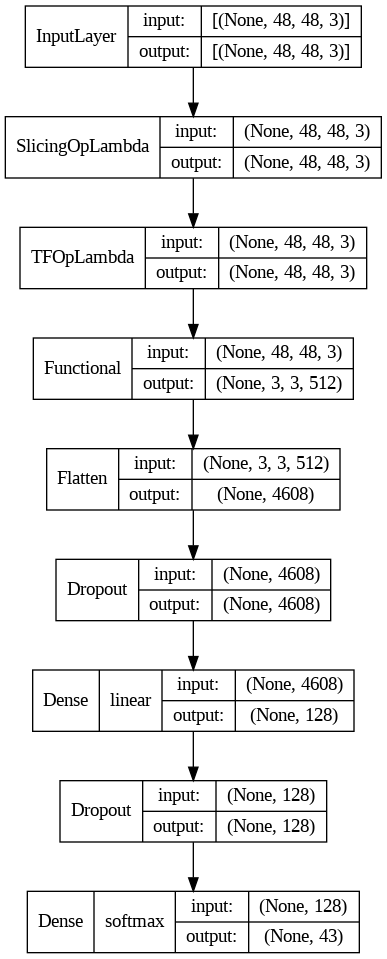 InputLayer input: [(None, 48, 48, 3)]
output: [(None, 48, 48, 3)]
SlicingOpLambda input: (None, 48, 48, 3)
output: (None, 48, 48, 3)
TFOpLambda input: (None, 48, 48, 3)
output: (None, 48, 48, 3)
Functional input: (None, 48, 48, 3)
output: (None, 3, 3, 512)
Flatten input: (None, 3, 3, 512)
output: (None, 4608)
Dropout input: (None, 4608)
output: (None, 4608)
Dense linear input: (None, 4608)
output: (None, 128)
Dropout input: (None, 128)
output: (None, 128)
Dense softmax input: (None, 128)
output: (None, 43)